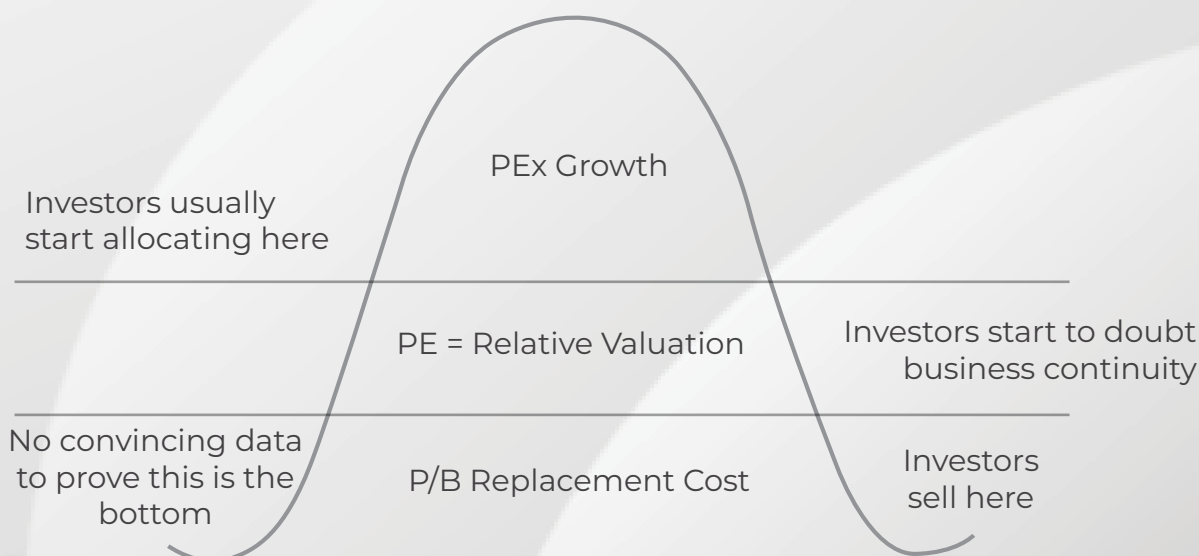 PEx Growth
Investors usually
start allocating here
PE = Relative Valuation
Investors start to doubt
business continuity
No convincing data
to prove this is the
bottom
P/B Replacement Cost
Investors
sell here